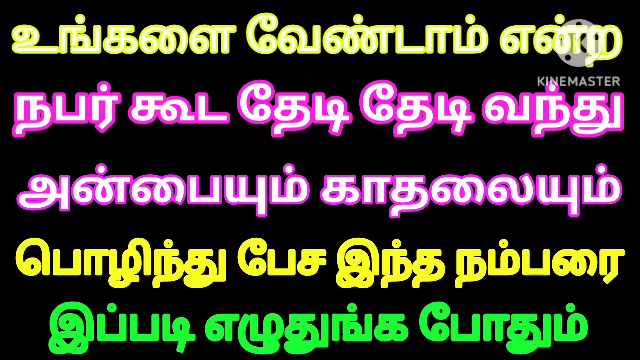 உங்களை வேண்டாம் என்ற
KINEMASTER
நபர் கூட தேடி தேடி வந்து
அன்பையும் காதலையும்
பொழிந்து பேச இந்த நம்பரை
இப்படி எழுதுங்க போதும்